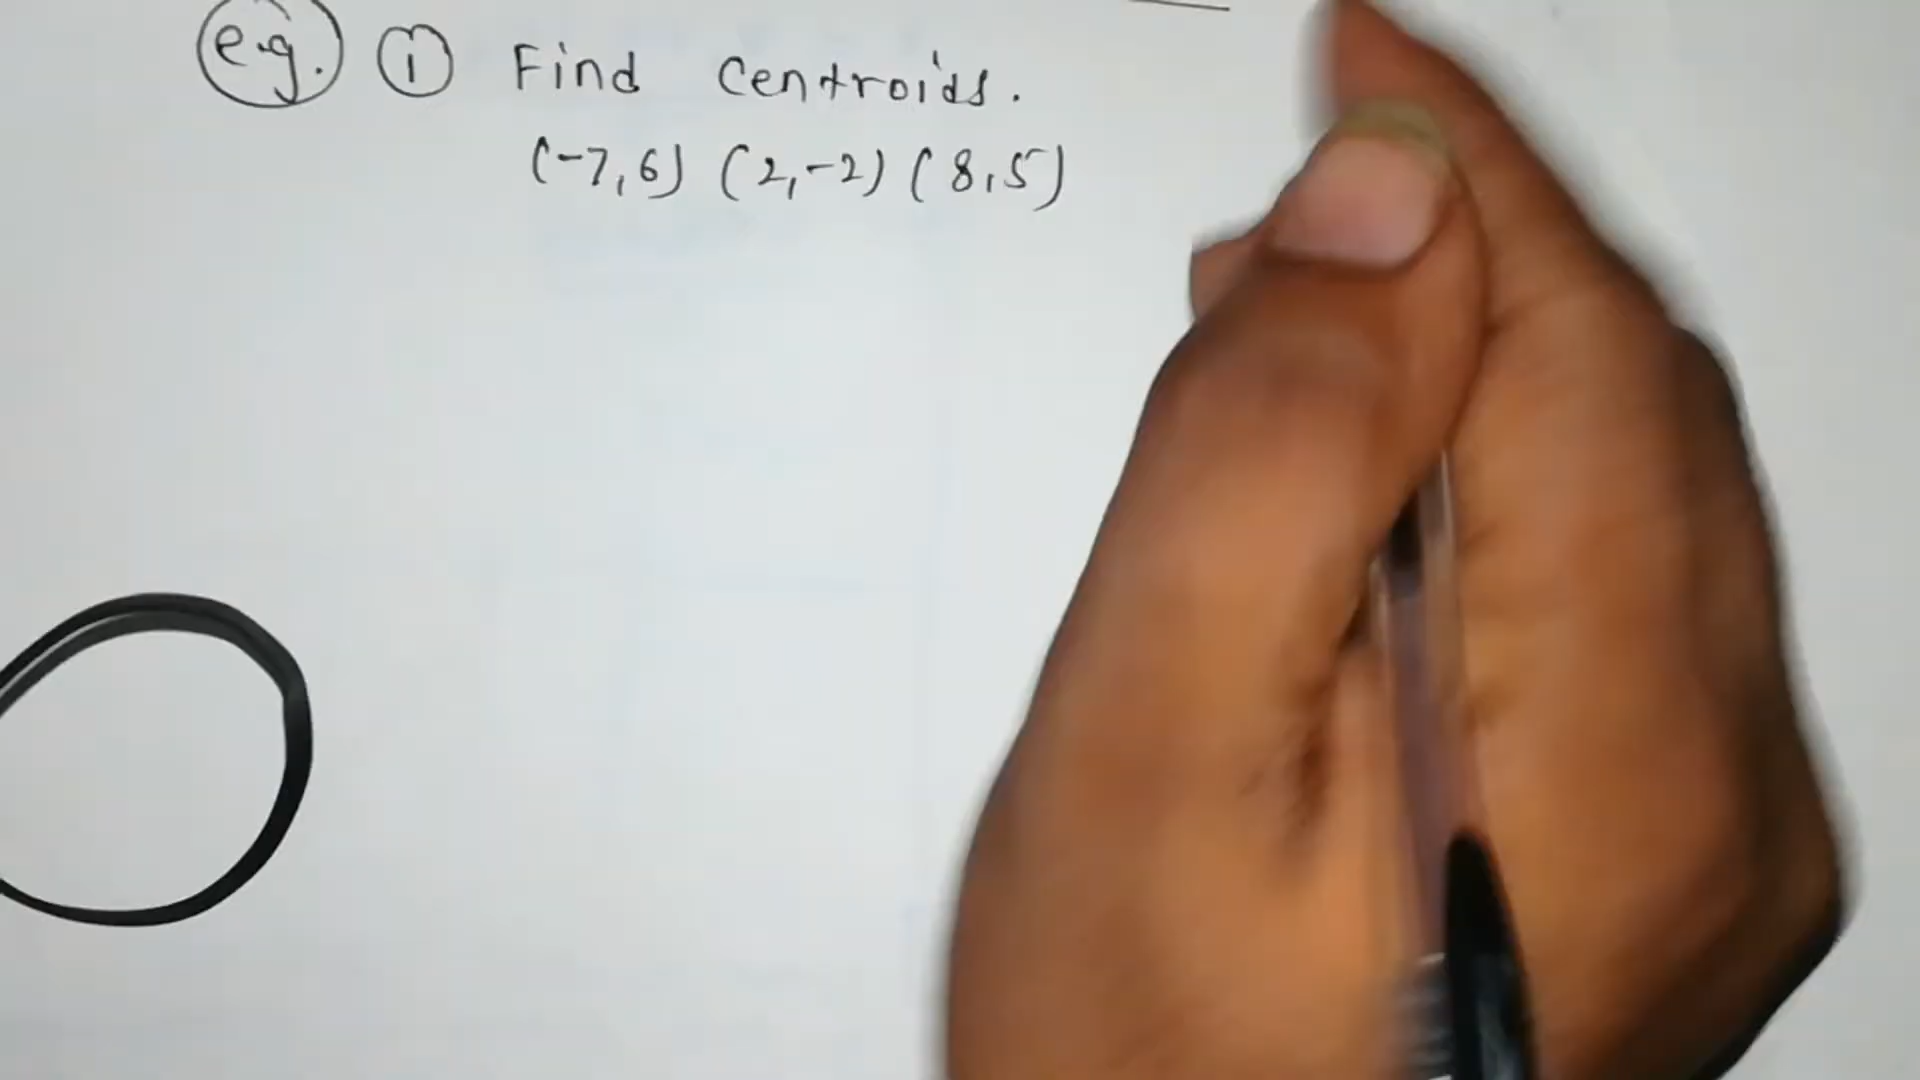 e.g. ① Find Centroids.
(-7,6) (2,-2) (8,5)